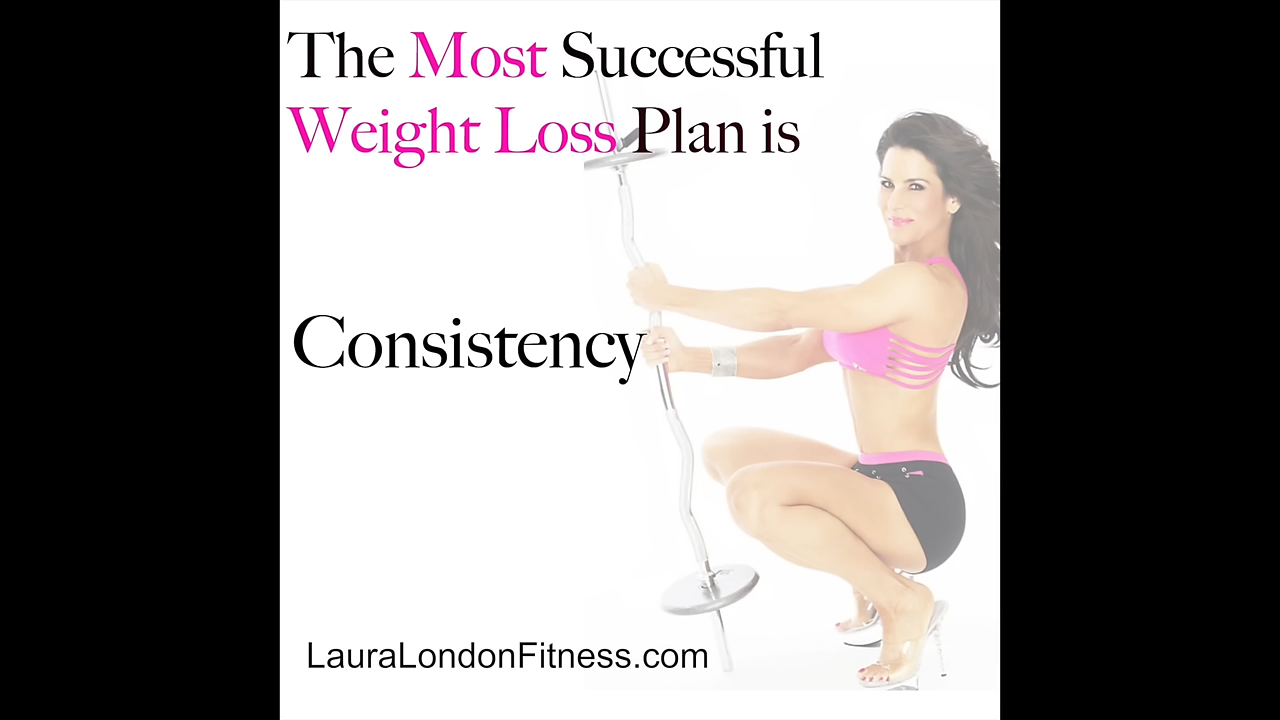 The Most Successful
Weight Loss Plan is
Consistency
LauraLondonFitness.com